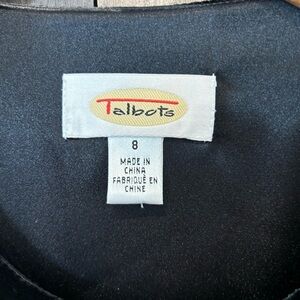 Talbots
8
MADE IN
CHINA
FABRIQUÉ EN
CHINE